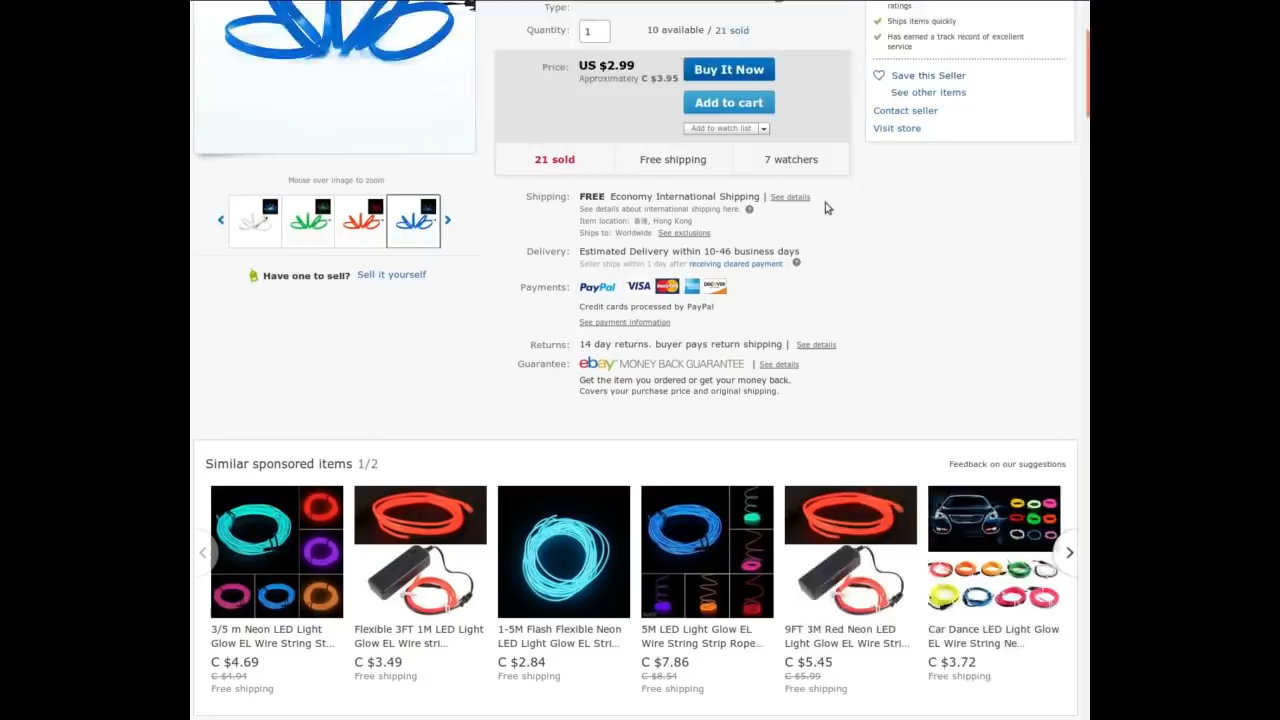 Type:
ratings
Ships items quickly
Has earned a track record of excellent
service
Quantity: 1 10 available / 21 sold
Price: US $2.99
Approximately C $3.95
Buy It Now
Add to cart
Add to watch list
Save this Seller
See other items
Contact seller
Visit store
21 sold Free shipping 7 watchers
Mouse over image to zoom
Have one to sell? Sell it yourself
Shipping: FREE Economy International Shipping | See details
See details about international shipping here.
Item location: 香港, Hong Kong
Ships to: Worldwide See exclusions
Delivery: Estimated Delivery within 10-46 business days
Seller ships within 1 day after receiving cleared payment
Payments: PayPal VISA MasterCard DISCOVER
Credit cards processed by PayPal
See payment information
Returns: 14 day returns. buyer pays return shipping | See details
Guarantee: ebay MONEY BACK GUARANTEE | See details
Get the item you ordered or get your money back.
Covers your purchase price and original shipping.
Similar sponsored items 1/2
Feedback on our suggestions
3/5 m Neon LED Light
Glow EL Wire String St...
C $4.69
C $4.94
Free shipping
Flexible 3FT 1M LED Light
Glow EL Wire stri...
C $3.49
Free shipping
1-5M Flash Flexible Neon
LED Light Glow EL Stri...
C $2.84
Free shipping
5M LED Light Glow EL
Wire String Strip Rope...
C $7.86
C $8.54
Free shipping
9FT 3M Red Neon LED
Light Glow EL Wire Stri...
C $5.45
C $5.99
Free shipping
Car Dance LED Light Glow
EL Wire String Ne...
C $3.72
Free shipping